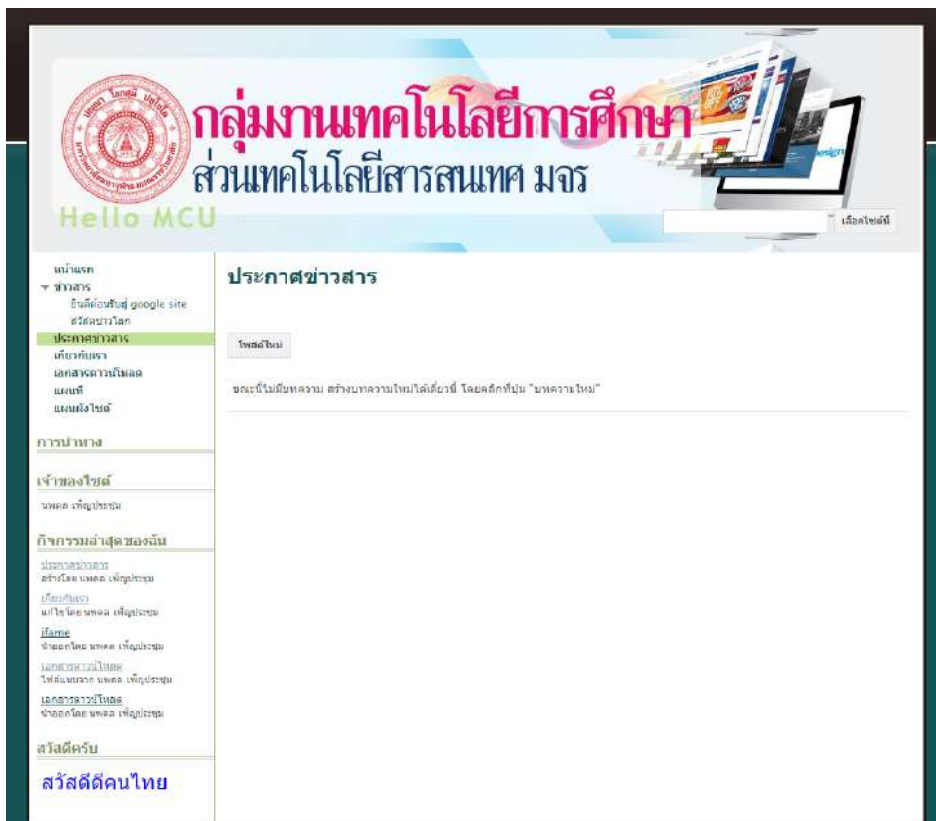 กลุ่มงานเทคโนโลยีการศึกษา
ส่วนเทคโนโลยีสารสนเทศ มจร
Hello MCU
เลือกไซต์นี้
หน้าแรก
ข่าวสาร
ยินดีต้อนรับสู่ google site
สวัสดชาวโลก
ประกาศข่าวสาร
เกี่ยวกับเรา
เอกสารดาวน์โหลด
แผนที่
แผนผังไซต์
การนำทาง
เจ้าของไซต์
นพดล เพ็ญประชุม
กิจกรรมล่าสุดของฉัน
ประกาศข่าวสาร
สร้างโดย นพดล เพ็ญประชุม
เกี่ยวกับเรา
แก้ไขโดย นพดล เพ็ญประชุม
ifame
นำออกโดย นพดล เพ็ญประชุม
เอกสารดาวน์โหลด
ไฟล์แนบจาก นพดล เพ็ญประชุม
เอกสารดาวน์โหลด
นำออกโดย นพดล เพ็ญประชุม
สวัสดีครับ
สวัสดีดีคนไทย
ประกาศข่าวสาร
โพสต์ใหม่
ขณะนี้ไม่มีบทความ สร้างบทความใหม่ได้เดี๋ยวนี้ โดยคลิกที่ปุ่ม "บทความใหม่"